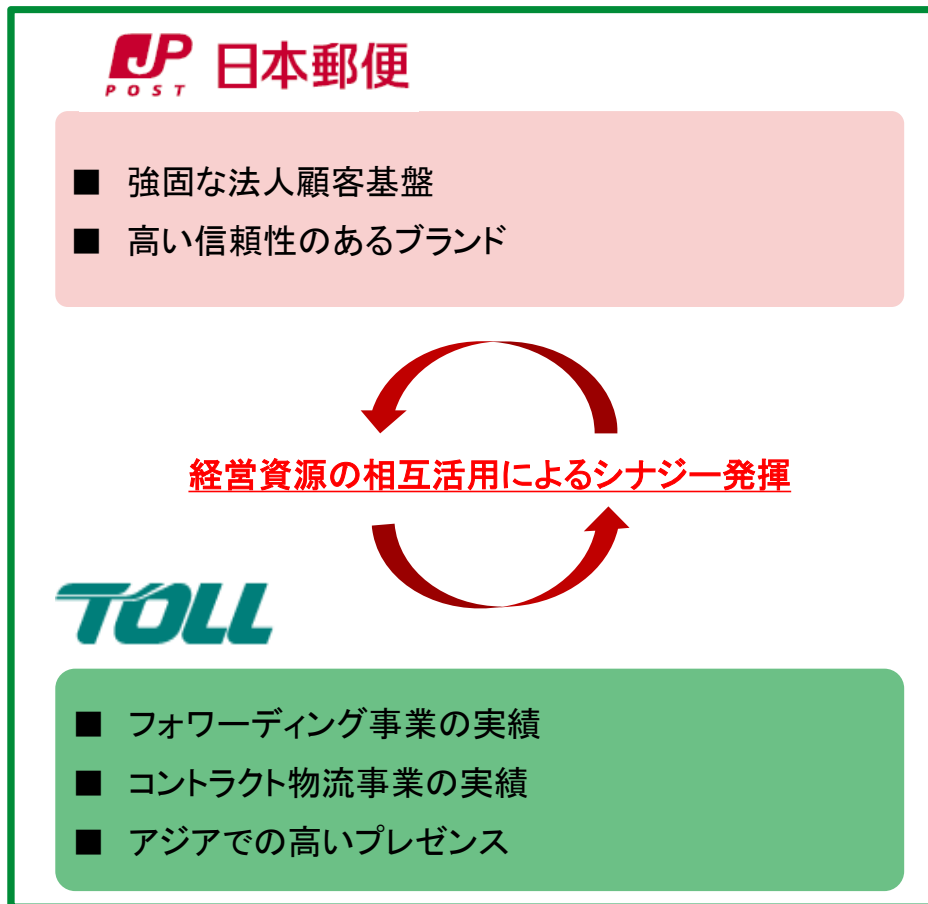 JP POST 日本郵便
■ 強固な法人顧客基盤
■ 高い信頼性のあるブランド
経営資源の相互活用によるシナジー発揮
TOLL
■ フォワーディング事業の実績
■ コントラクト物流事業の実績
■ アジアでの高いプレゼンス